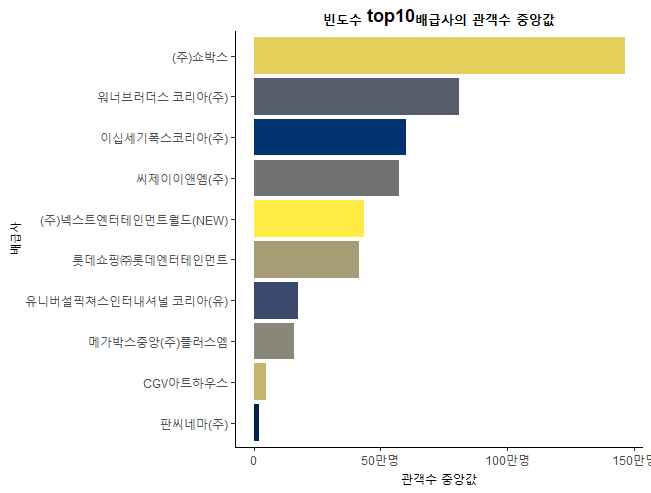 빈도수 top10배급사의 관객수 중앙값
(주)쇼박스
워너브러더스 코리아(주)
이십세기폭스코리아(주)
씨제이이앤엠(주)
(주)넥스트엔터테인먼트월드(NEW)
롯데쇼핑㈜롯데엔터테인먼트
유니버설픽쳐스인터내셔널 코리아(유)
메가박스중앙(주)플러스엠
CGV아트하우스
판씨네마(주)
배급사
0 50만명 100만명 150만명
관객수 중앙값